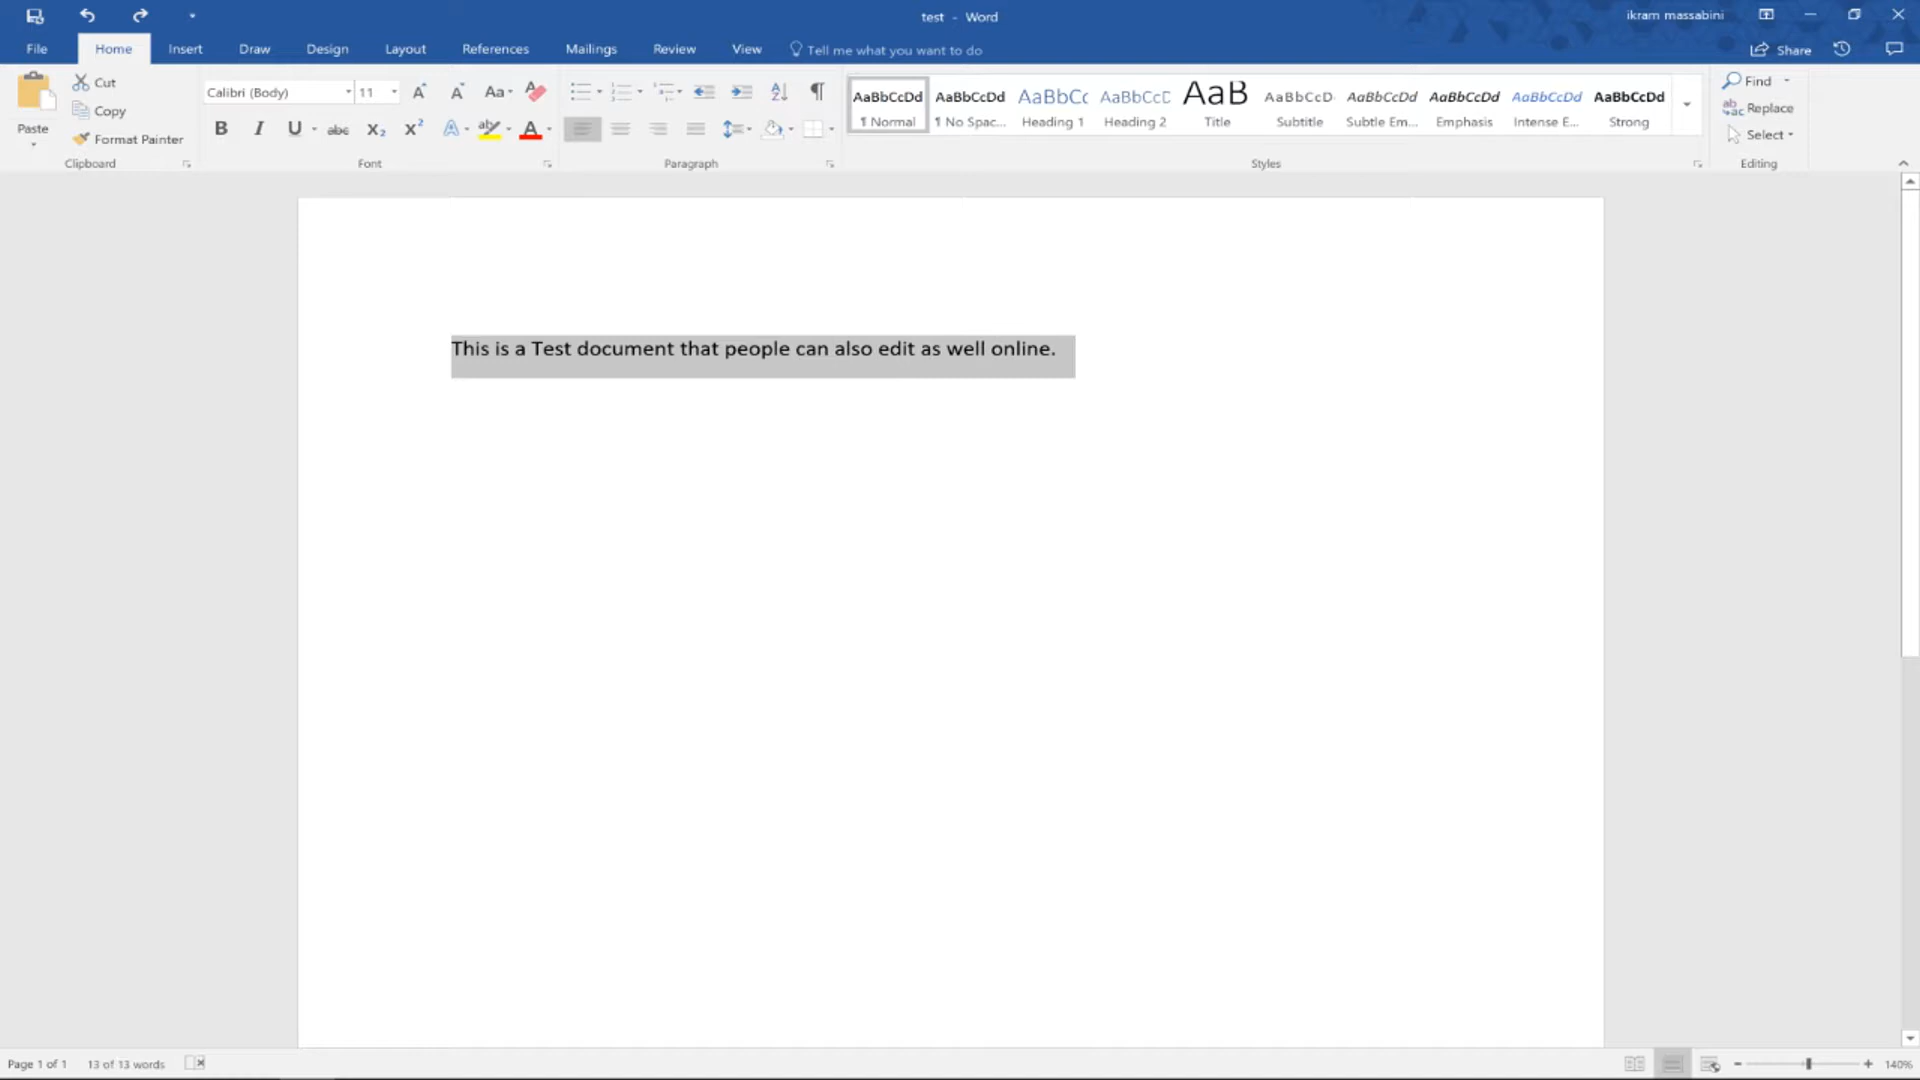 test - Word
ikram massabini
File Home Insert Draw Design Layout References Mailings Review View Tell me what you want to do Share
Paste
Cut
Copy
Format Painter
Clipboard
Calibri (Body) 11
Font
Paragraph
AaBbCcDd AaBbCcDd AaBbCc AaBbCcC AaB AaBbCcD AaBbCcDd AaBbCcDd AaBbCcDd AaBbCcDd
¶ Normal ¶ No Spac... Heading 1 Heading 2 Title Subtitle Subtle Em... Emphasis Intense E... Strong
Styles
Find
Replace
Select
Editing
This is a Test document that people can also edit as well online.
Page 1 of 1 13 of 13 words 140%